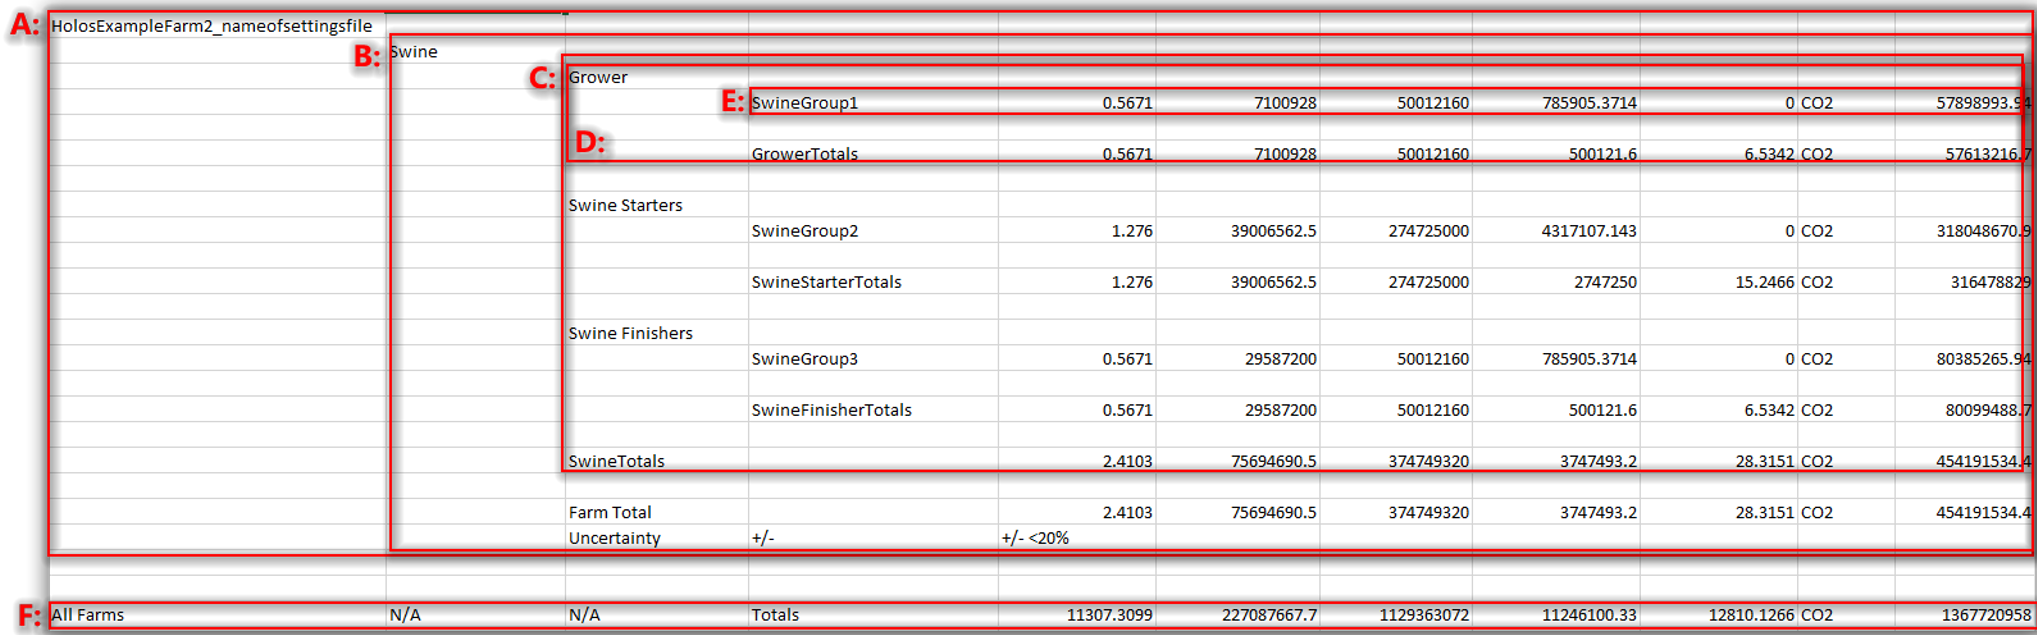 A: HolosExampleFarm2_nameofsettingsfile
B: Swine
C: Grower
E: SwineGroup1 0.5671 7100928 50012160 785905.3714 0 CO2 57898993.94
D:
GrowerTotals 0.5671 7100928 50012160 500121.6 6.5342 CO2 57613216.7
Swine Starters
SwineGroup2 1.276 39006562.5 274725000 4317107.143 0 CO2 318048670.9
SwineStarterTotals 1.276 39006562.5 274725000 2747250 15.2466 CO2 316478829
Swine Finishers
SwineGroup3 0.5671 29587200 50012160 785905.3714 0 CO2 80385265.94
SwineFinisherTotals 0.5671 29587200 50012160 500121.6 6.5342 CO2 80099488.7
SwineTotals 2.4103 75694690.5 374749320 3747493.2 28.3151 CO2 454191534.4
Farm Total 2.4103 75694690.5 374749320 3747493.2 28.3151 CO2 454191534.4
Uncertainty +/- +/- <20%
F: All Farms N/A N/A Totals 11307.3099 227087667.7 1129363072 11246100.33 12810.1266 CO2 1367720958